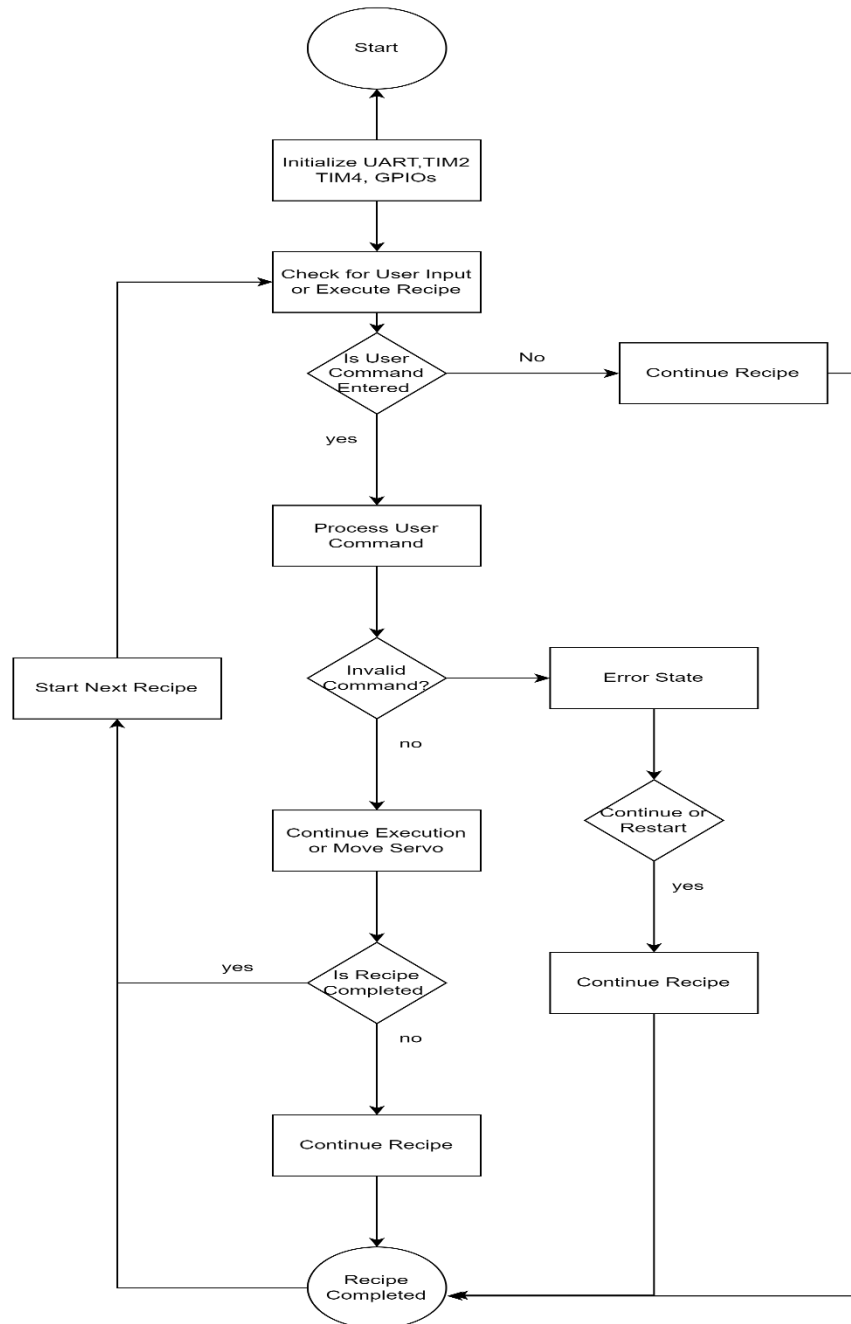 Start
Initialize UART,TIM2
TIM4, GPIOs
Check for User Input
or Execute Recipe
Is User
Command
Entered
No
Continue Recipe
yes
Process User
Command
Invalid
Command?
Error State
Start Next Recipe
no
Continue or
Restart
Continue Execution
or Move Servo
yes
Is Recipe
Completed
yes
Continue Recipe
no
Continue Recipe
Recipe
Completed